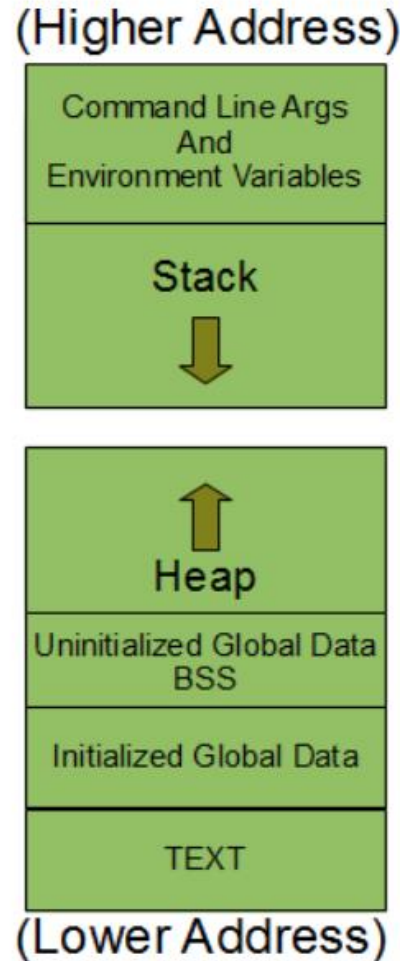 (Higher Address)
Command Line Args
And
Environment Variables
Stack
Heap
Uninitialized Global Data
BSS
Initialized Global Data
TEXT
(Lower Address)